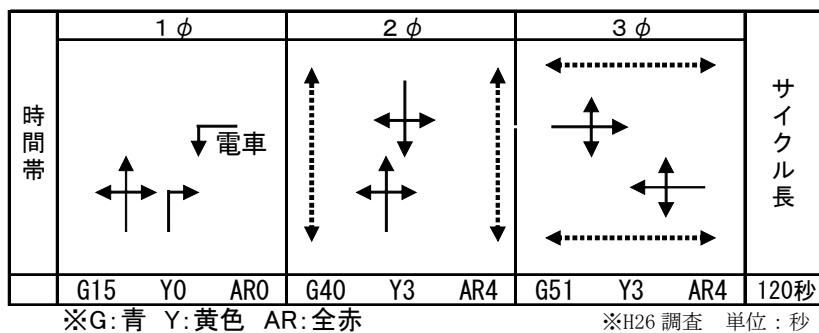 １φ ２φ ３φ
時間帯
電車
サイクル長
G15 Y0 AR0 G40 Y3 AR4 G51 Y3 AR4 120秒
※G:青 Y:黄色 AR:全赤 ※H26 調査 単位：秒